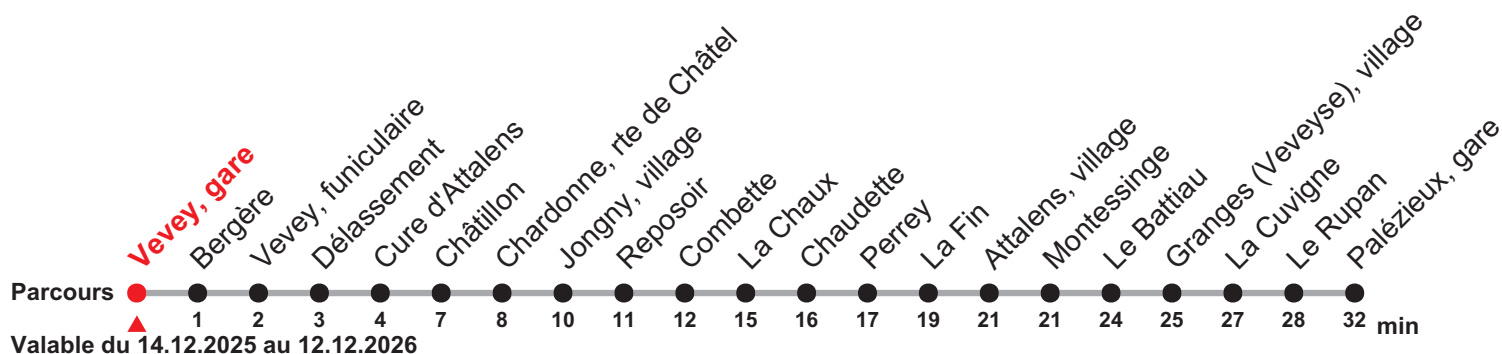 Vevey, gare
Bergère
Vevey, funiculaire
Délassement
Cure d'Attalens
Châtillon
Chardonne, rte de Châtel
Jongny, village
Reposoir
Combette
La Chaux
Chaudette
Perrey
La Fin
Attalens, village
Montessinge
Le Battiau
Granges (Veveyse), village
La Cuvigne
Le Rupan
Palézieux, gare
Parcours
1 2 3 4 7 8 10 11 12 15 16 17 19 21 21 24 25 27 28 32 min
Valable du 14.12.2025 au 12.12.2026